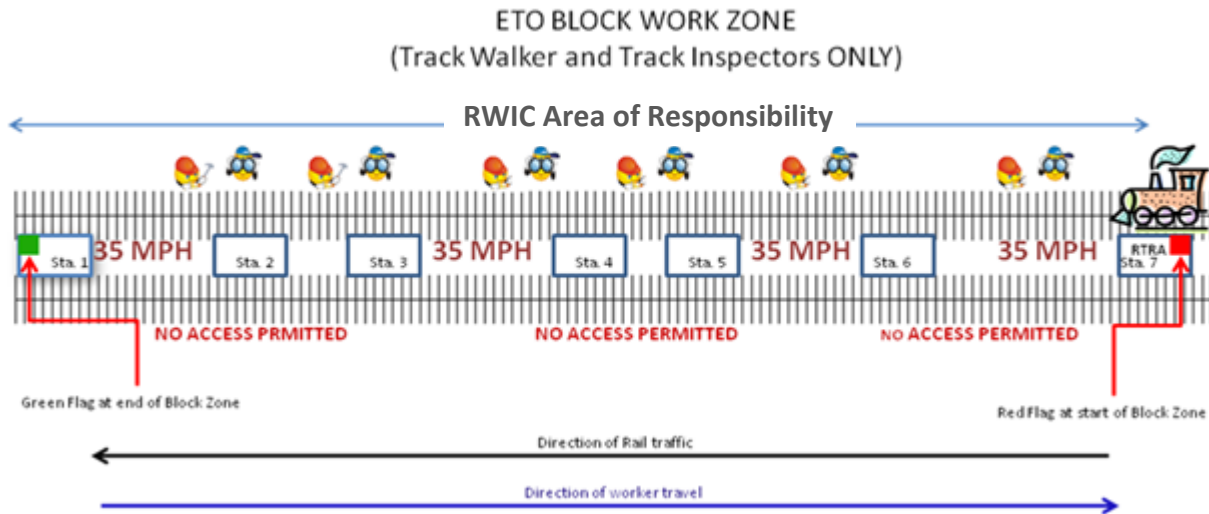 ETO BLOCK WORK ZONE
(Track Walker and Track Inspectors ONLY)
RWIC Area of Responsibility
Sta. 1
35 MPH
Sta. 2
Sta. 3
35 MPH
Sta. 4
Sta. 5
35 MPH
Sta. 6
35 MPH
RTRA
Sta. 7
NO ACCESS PRMITTED
NO ACCESS PERMITTED
NO ACCESS PERMITTED
Green Flag at end of Block Zone
Red Flag at start of Block Zone
Direction of Rail traffic
Direction of worker travel